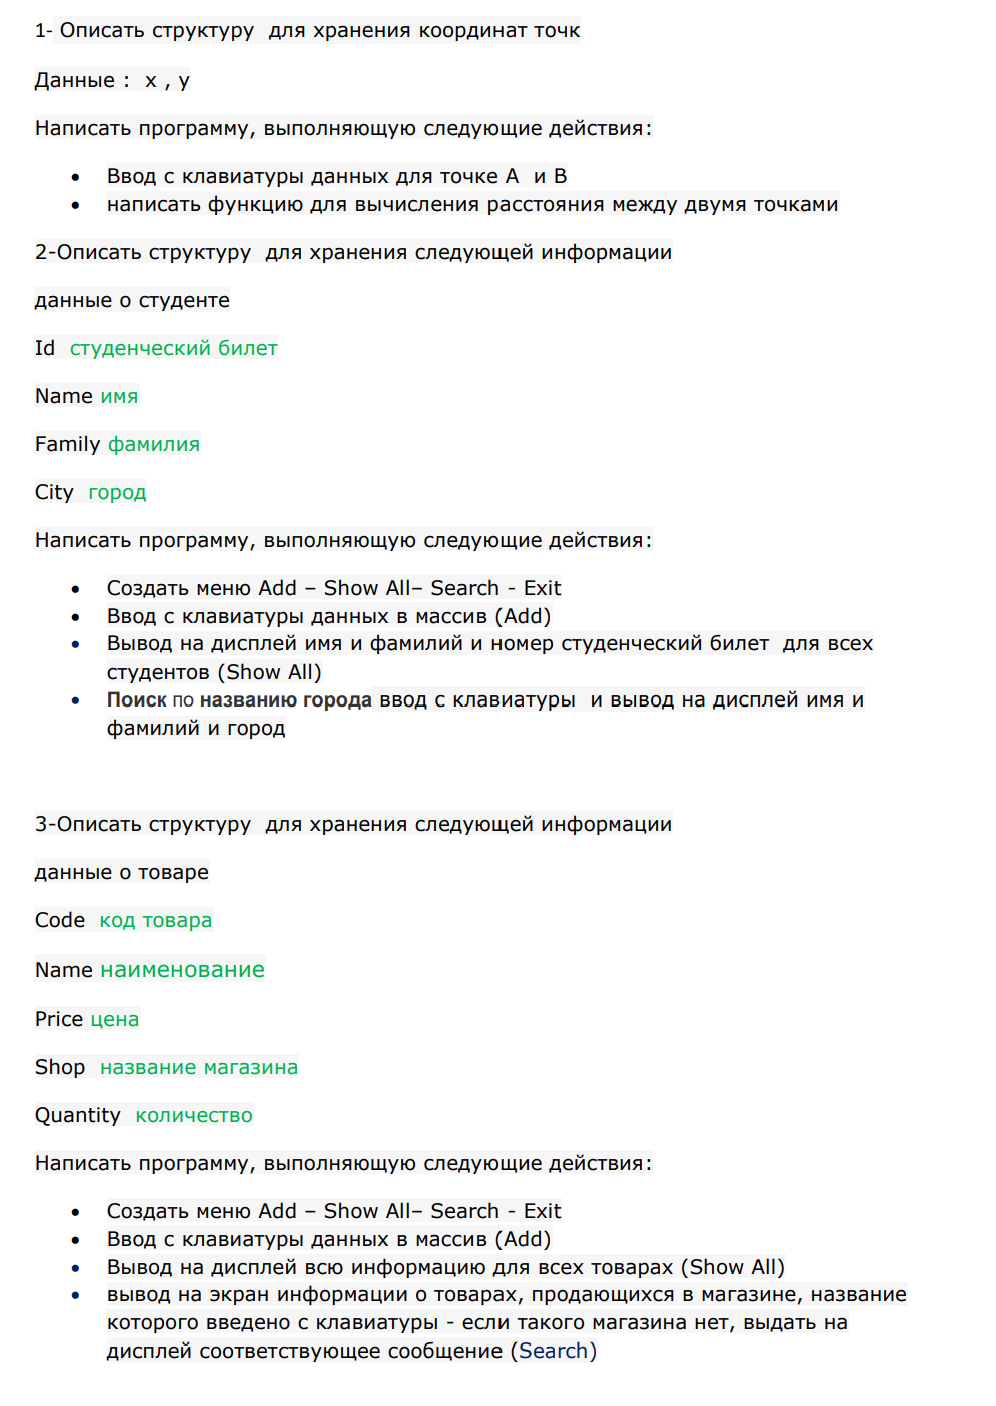 1- Описать структуру для хранения координат точк
Данные : x , y
Написать программу, выполняющую следующие действия:
• Ввод с клавиатуры данных для точке A и B
• написать функцию для вычисления расстояния между двумя точками
2-Описать структуру для хранения следующей информации
данные о студенте
Id студенческий билет
Name имя
Family фамилия
City город
Написать программу, выполняющую следующие действия:
• Создать меню Add – Show All– Search - Exit
• Ввод с клавиатуры данных в массив (Add)
• Вывод на дисплей имя и фамилий и номер студенческий билет для всех
студентов (Show All)
• Поиск по названию города ввод с клавиатуры и вывод на дисплей имя и
фамилий и город
3-Описать структуру для хранения следующей информации
данные о товаре
Code код товара
Name наименование
Price цена
Shop название магазина
Quantity количество
Написать программу, выполняющую следующие действия:
• Создать меню Add – Show All– Search - Exit
• Ввод с клавиатуры данных в массив (Add)
• Вывод на дисплей всю информацию для всех товарах (Show All)
• вывод на экран информации о товарах, продающихся в магазине, название
которого введено с клавиатуры - если такого магазина нет, выдать на
дисплей соответствующее сообщение (Search)